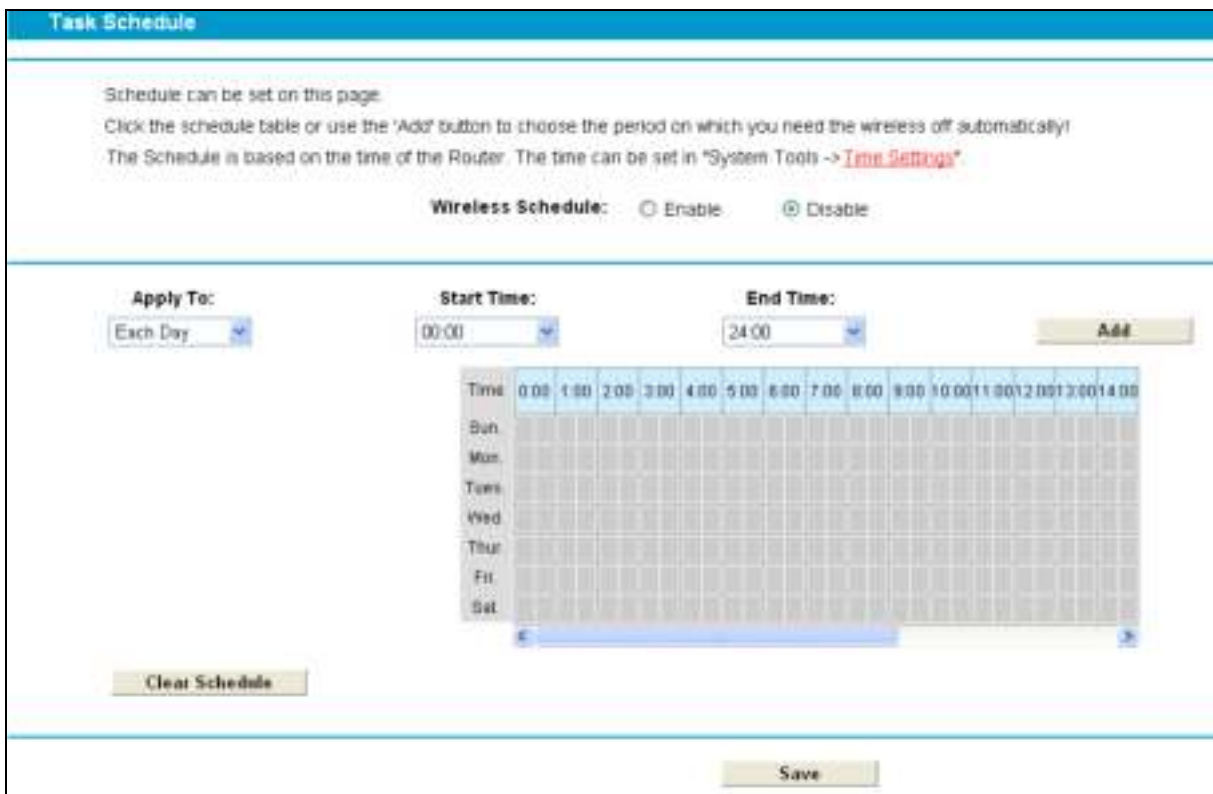 Task Schedule
Schedule can be set on this page.
Click the schedule table or use the 'Add' button to choose the period on which you need the wireless off automatically!
The Schedule is based on the time of the Router. The time can be set in "System Tools -> Time Settings".
Wireless Schedule: Enable Disable
Apply To: Start Time: End Time:
Each Day 00:00 24:00 Add
Time 0:00 1:00 2:00 3:00 4:00 5:00 6:00 7:00 8:00 9:00 10:00 11:00 12:00 13:00 14:00
Sun.
Mon.
Tues.
Wed.
Thur.
Fri.
Sat.
Clear Schedule
Save